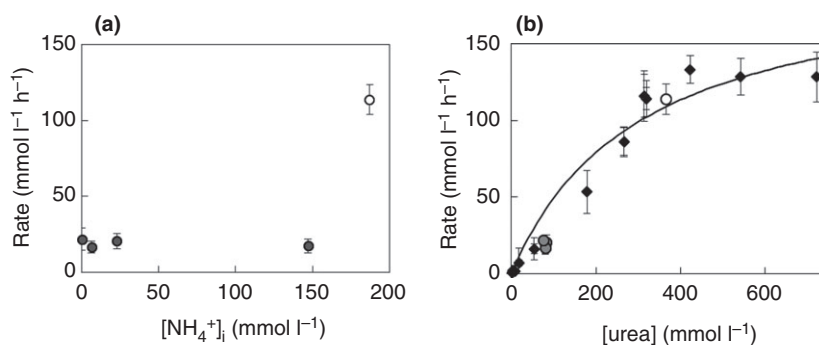 (a)
150
100
50
0
Rate (mmol l⁻¹ h⁻¹)
0 50 100 150 200
[NH₄⁺]ᵢ (mmol l⁻¹)
(b)
150
100
50
0
Rate (mmol l⁻¹ h⁻¹)
0 200 400 600
[urea] (mmol l⁻¹)